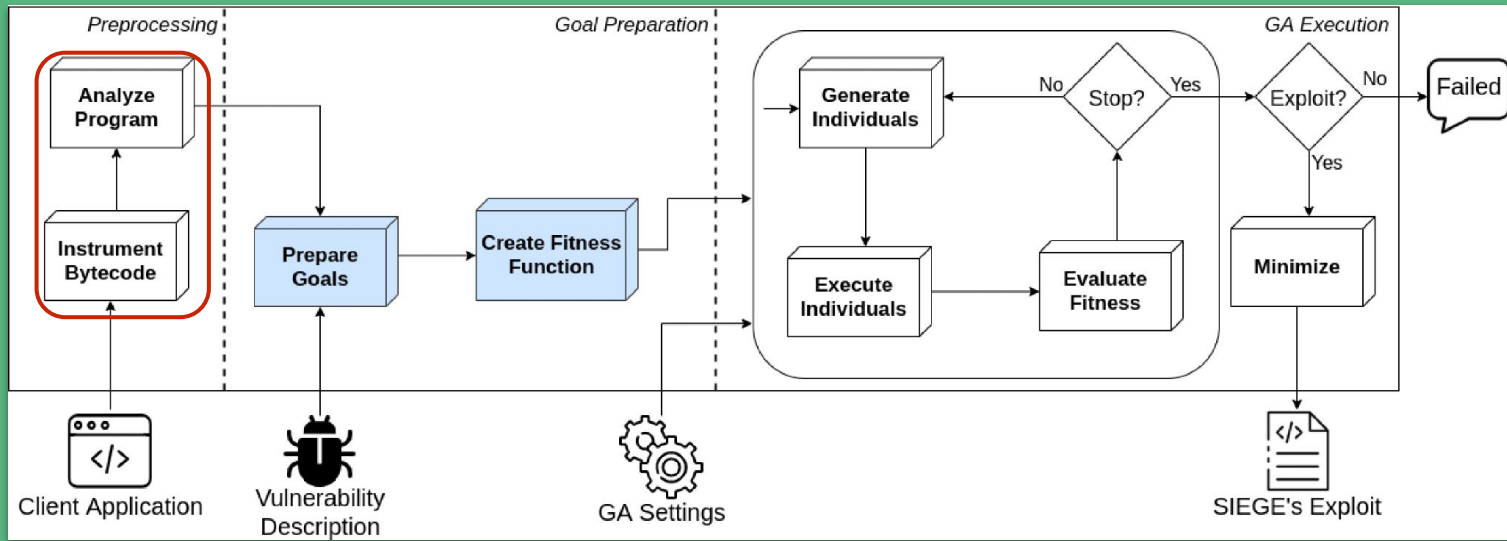 Preprocessing
Goal Preparation
GA Execution
Analyze
Program
Instrument
Bytecode
Prepare
Goals
Create Fitness
Function
Generate
Individuals
No
Stop?
Yes
Exploit?
No
Failed
Yes
Execute
Individuals
Evaluate
Fitness
Minimize
</>
Client Application
Vulnerability
Description
GA Settings
</>
SIEGE's Exploit